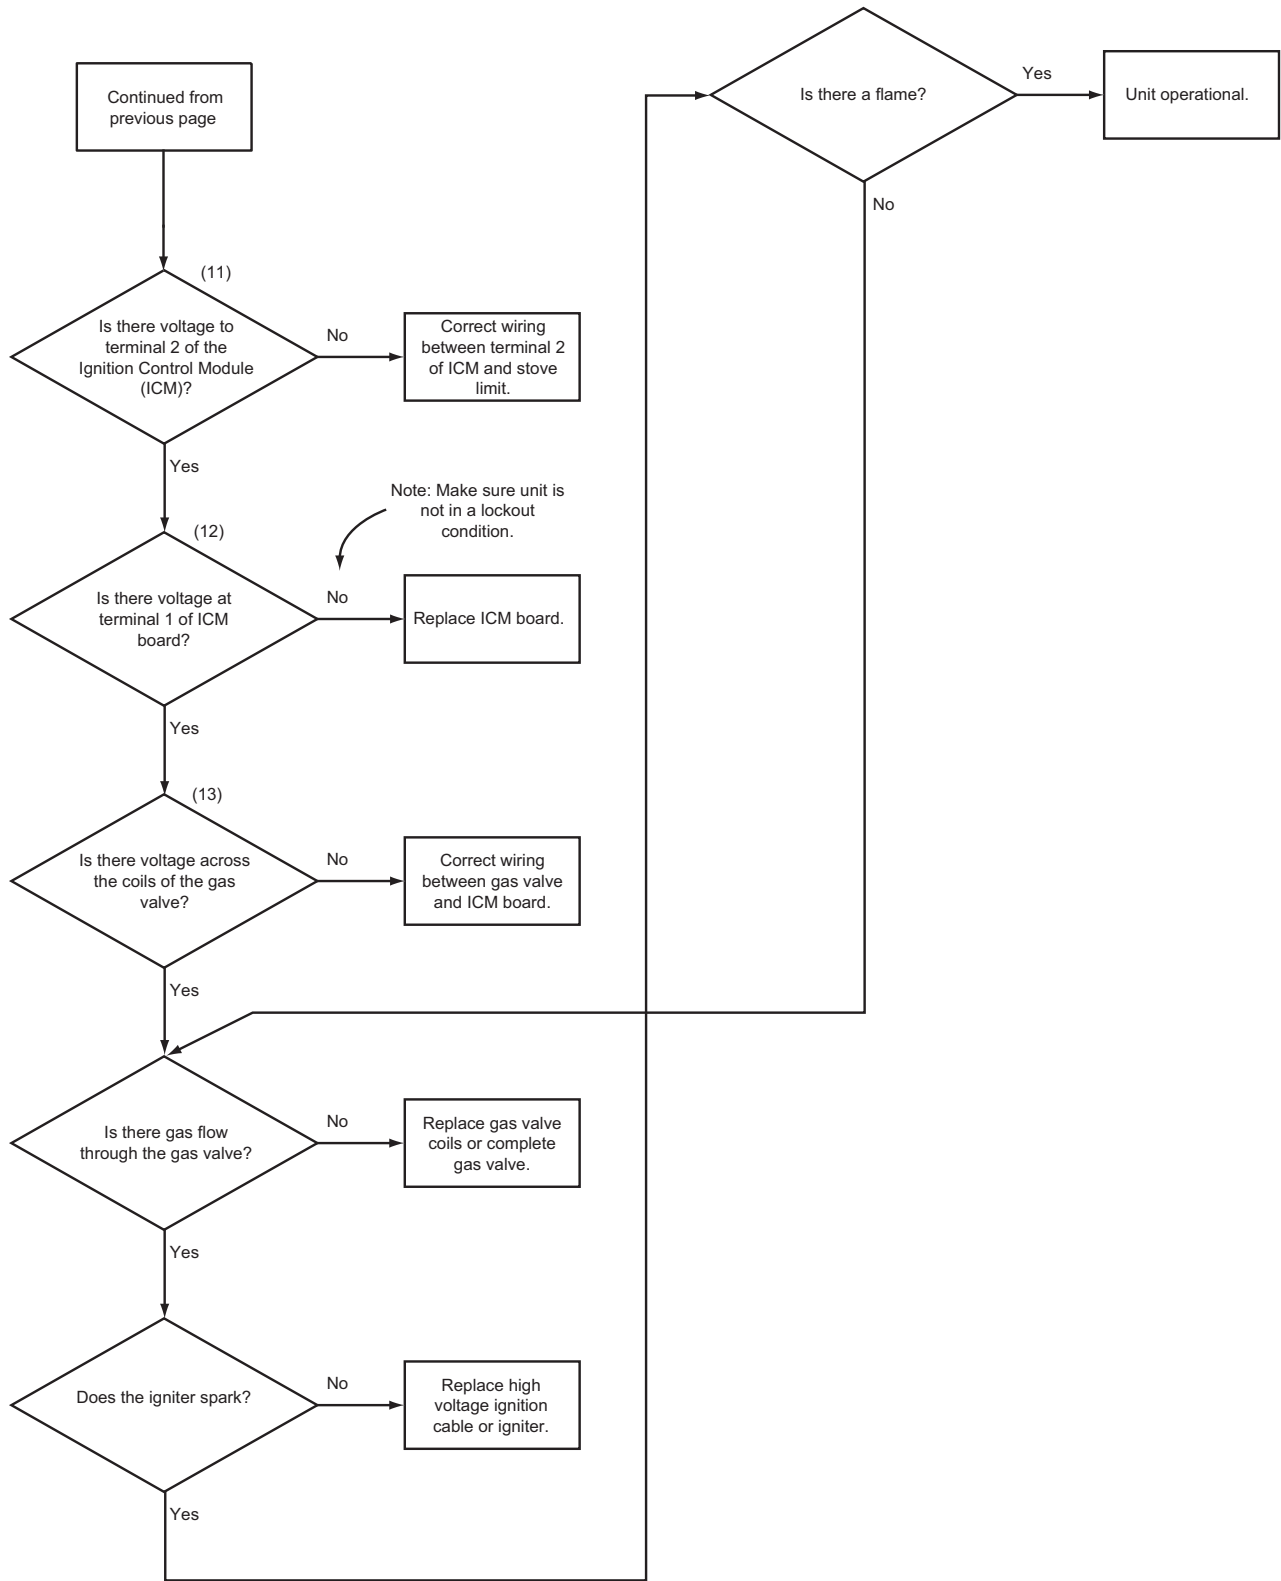 Continued from
previous page
(11)
Is there voltage to
terminal 2 of the
Ignition Control Module
(ICM)?
No
Correct wiring
between terminal 2
of ICM and stove
limit.
Yes
Note: Make sure unit is
not in a lockout
condition.
(12)
Is there voltage at
terminal 1 of ICM
board?
No
Replace ICM board.
Yes
(13)
Is there voltage across
the coils of the gas
valve?
No
Correct wiring
between gas valve
and ICM board.
Yes
Is there gas flow
through the gas valve?
No
Replace gas valve
coils or complete
gas valve.
Yes
Does the igniter spark?
No
Replace high
voltage ignition
cable or igniter.
Yes
Is there a flame?
Yes
Unit operational.
No